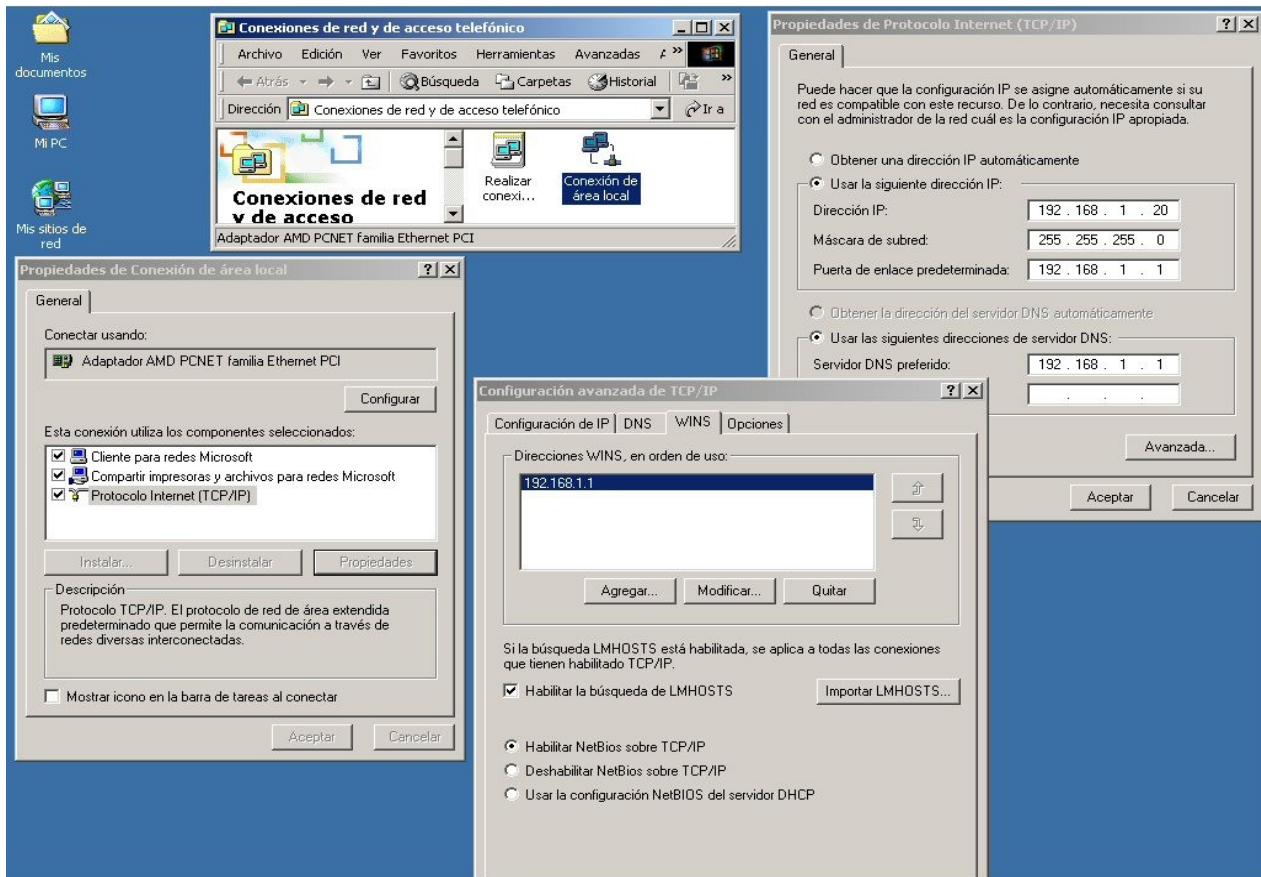 Mis
documentos
Mi PC
Mis sitios de
red
Conexiones de red y de acceso telefónico
Archivo Edición Ver Favoritos Herramientas Avanzadas »
Atrás Búsqueda Carpetas Historial »
Dirección Conexiones de red y de acceso telefónico Ir a
Conexiones de red
y de acceso
Realizar
conexi...
Conexión de
área local
Adaptador AMD PCNET familia Ethernet PCI
Propiedades de Protocolo Internet (TCP/IP)
General
Puede hacer que la configuración IP se asigne automáticamente si su
red es compatible con este recurso. De lo contrario, necesita consultar
con el administrador de la red cuál es la configuración IP apropiada.
Obtener una dirección IP automáticamente
Usar la siguiente dirección IP:
Dirección IP: 192 . 168 . 1 . 20
Máscara de subred: 255 . 255 . 255 . 0
Puerta de enlace predeterminada: 192 . 168 . 1 . 1
Obtener la dirección del servidor DNS automáticamente
Usar las siguientes direcciones de servidor DNS:
Servidor DNS preferido: 192 . 168 . 1 . 1
. . .
Avanzada...
Aceptar Cancelar
Propiedades de Conexión de área local
General
Conectar usando:
Adaptador AMD PCNET familia Ethernet PCI
Configurar
Esta conexión utiliza los componentes seleccionados:
Cliente para redes Microsoft
Compartir impresoras y archivos para redes Microsoft
Protocolo Internet (TCP/IP)
Instalar... Desinstalar Propiedades
Descripción
Protocolo TCP/IP. El protocolo de red de área extendida
predeterminado que permite la comunicación a través de
redes diversas interconectadas.
Mostrar icono en la barra de tareas al conectar
Aceptar Cancelar
Configuración avanzada de TCP/IP
Configuración de IP DNS WINS Opciones
Direcciones WINS, en orden de uso:
192.168.1.1
Agregar... Modificar... Quitar
Si la búsqueda LMHOSTS está habilitada, se aplica a todas las conexiones
que tienen habilitado TCP/IP.
Habilitar la búsqueda de LMHOSTS Importar LMHOSTS...
Habilitar NetBios sobre TCP/IP
Deshabilitar NetBios sobre TCP/IP
Usar la configuración NetBIOS del servidor DHCP